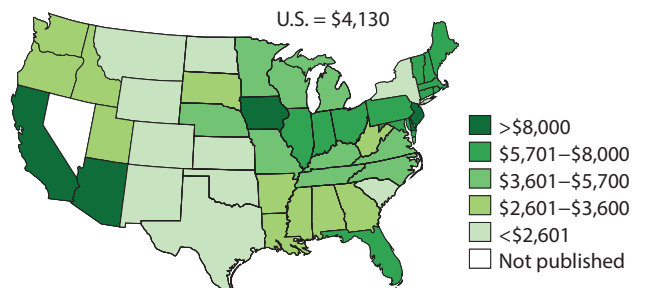 U.S. = $4,130
>$8,000
$5,701–$8,000
$3,601–$5,700
$2,601–$3,600
<$2,601
Not published